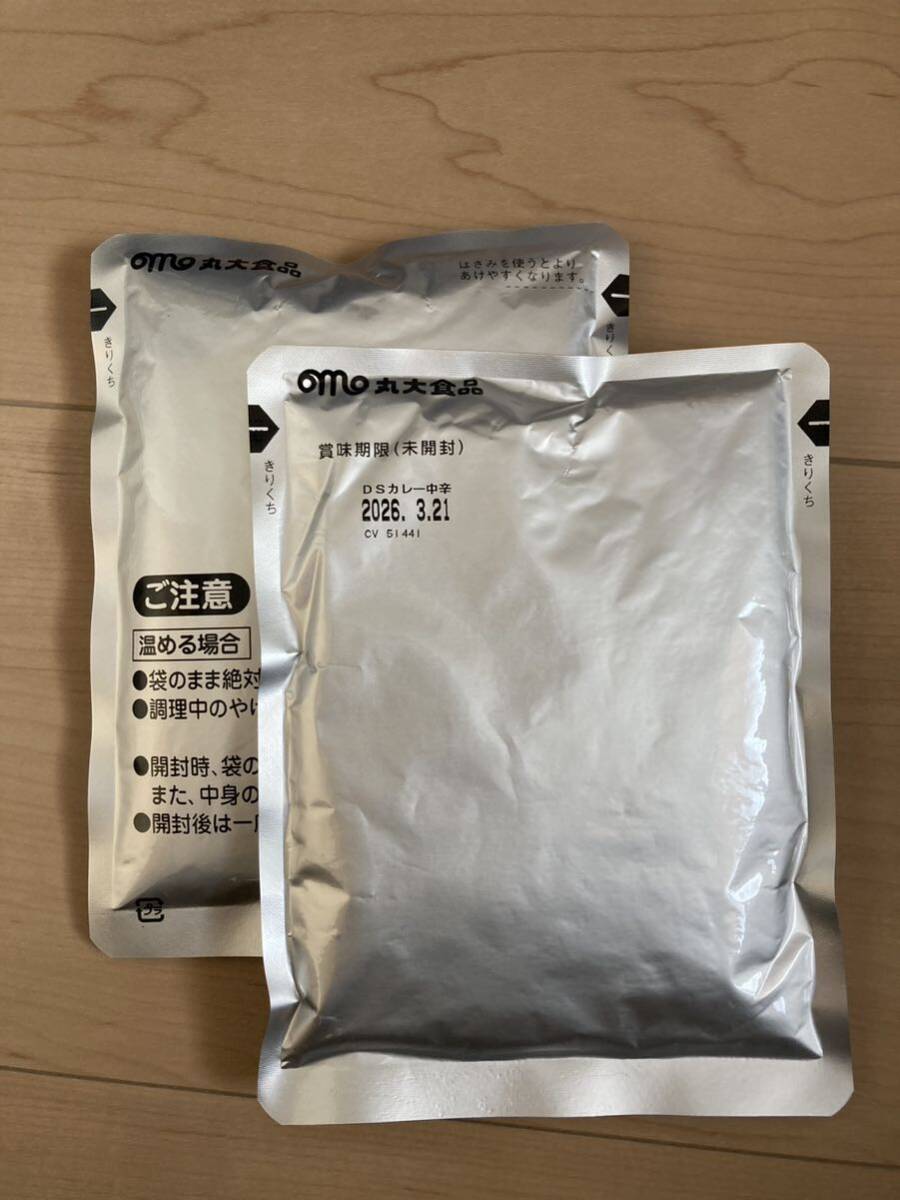 OMO 丸大食品
はさみを使うとより
あけやすくなります。
きりくち
きりくち
ご注意
温める場合
●袋のまま絶対
●調理中のやけ
●開封時、袋の
また、中身の
●開封後は一
プラ
OMO 丸大食品
きりくち
きりくち
賞味期限(未開封)
DSカレー中辛
2026. 3.21
CV 51441